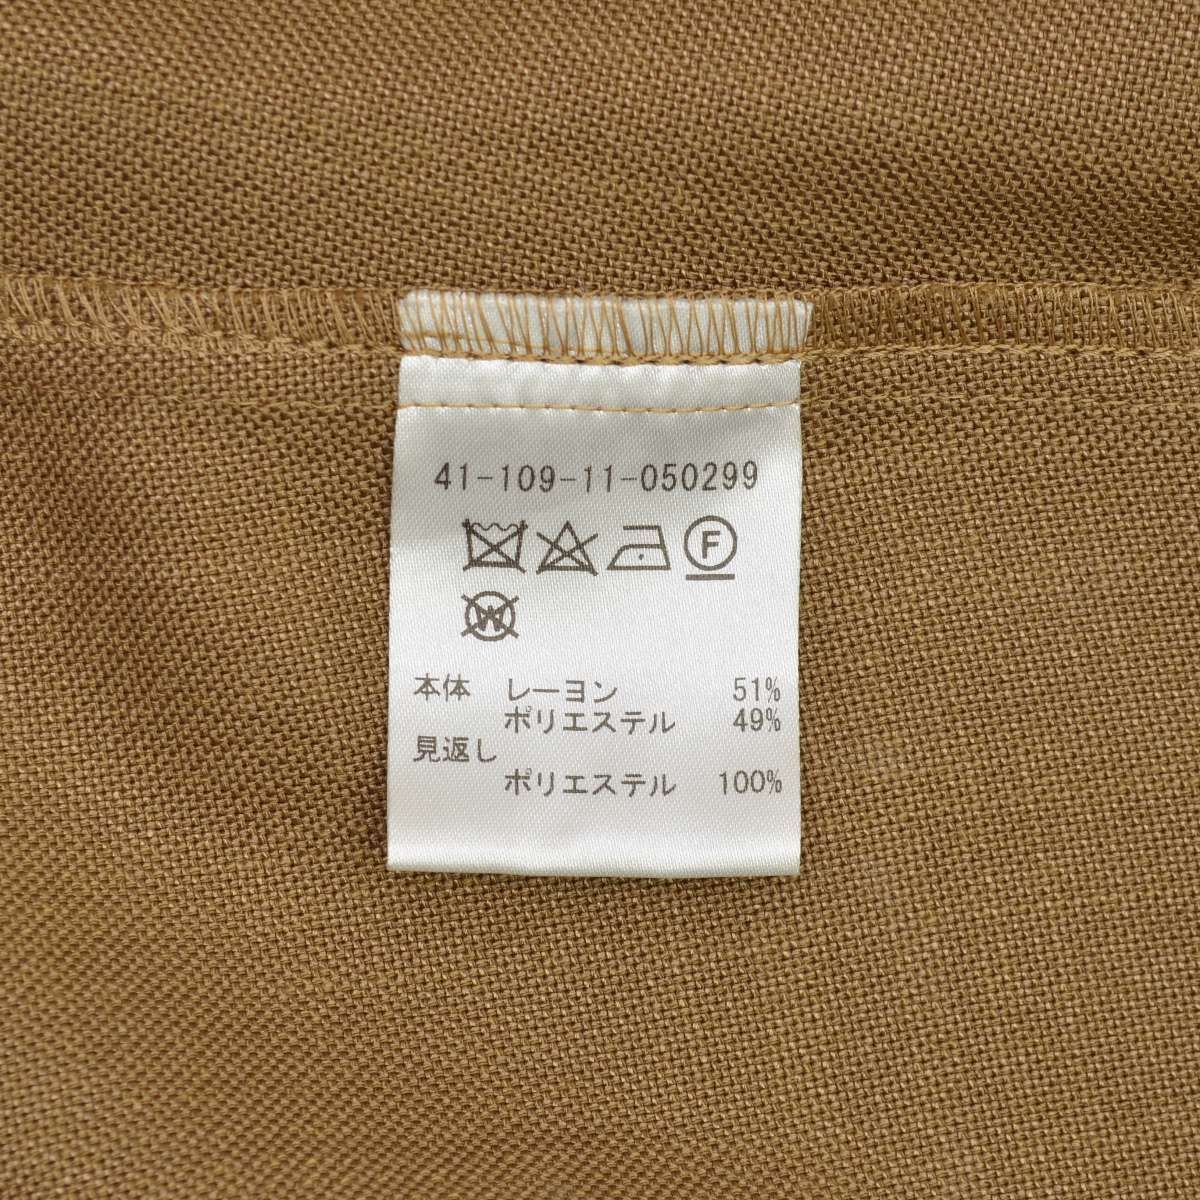 41-109-11-050299
F
W
本体 レーヨン 51%
ポリエステル 49%
見返し
ポリエステル 100%